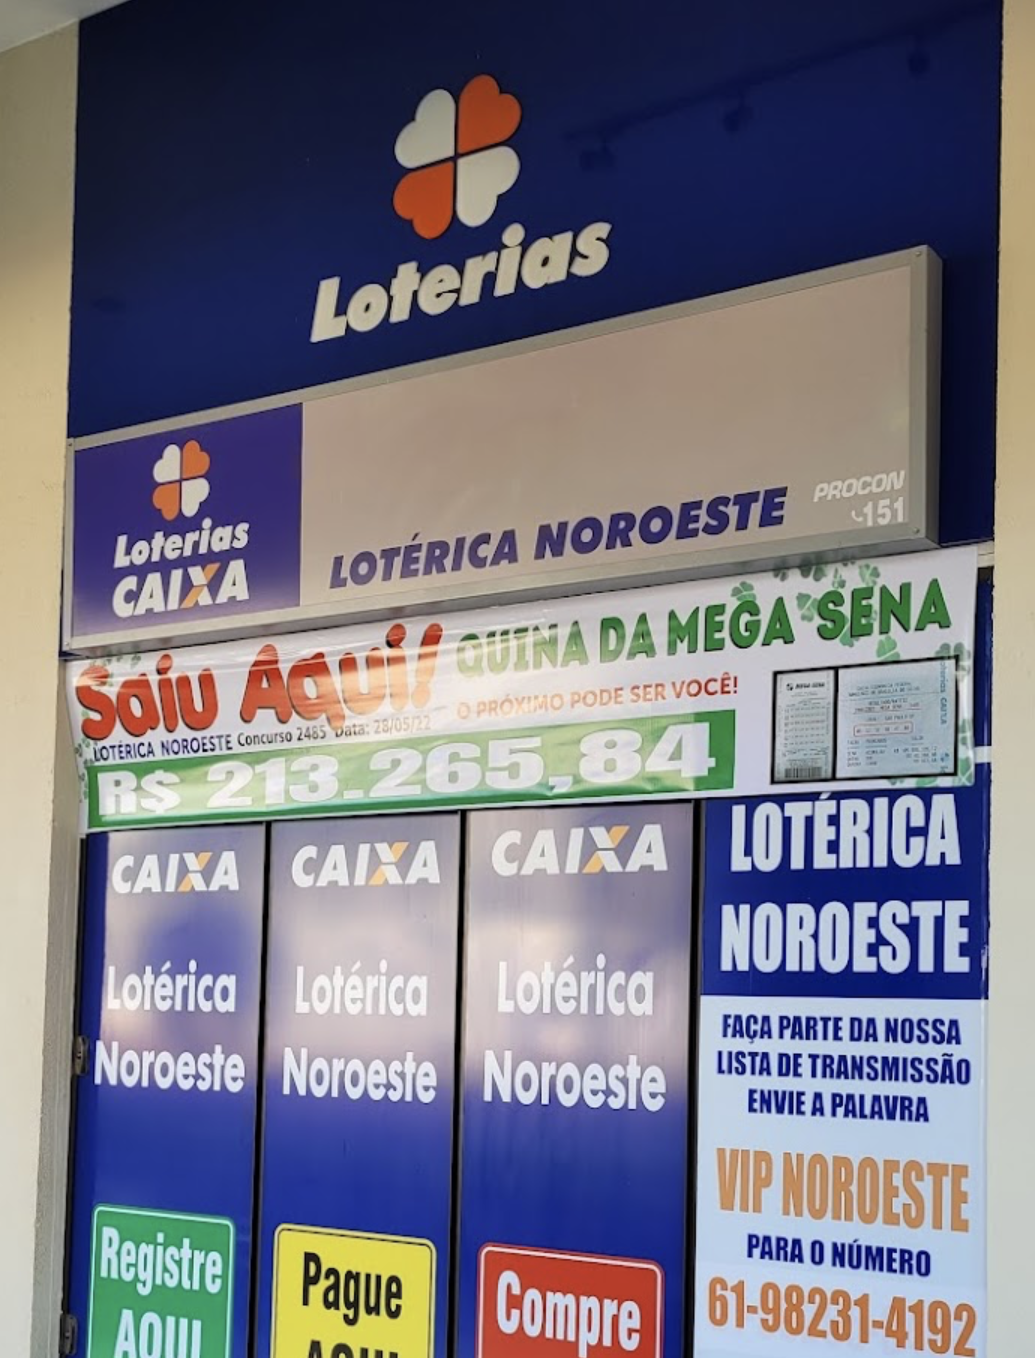 Loterias
Loterias
CAIXA
LOTÉRICA NOROESTE
PROCON
151
Saiu Aqui!
QUINA DA MEGA SENA
O PRÓXIMO PODE SER VOCÊ!
LOTÉRICA NOROESTE Concurso 2485 Data: 28/05/22
R$ 213.265,84
CAIXA
Lotérica
Noroeste
Registre
AQUI
CAIXA
Lotérica
Noroeste
Pague
AQUI
CAIXA
Lotérica
Noroeste
Compre
LOTÉRICA
NOROESTE
FAÇA PARTE DA NOSSA
LISTA DE TRANSMISSÃO
ENVIE A PALAVRA
VIP NOROESTE
PARA O NÚMERO
61-98231-4192